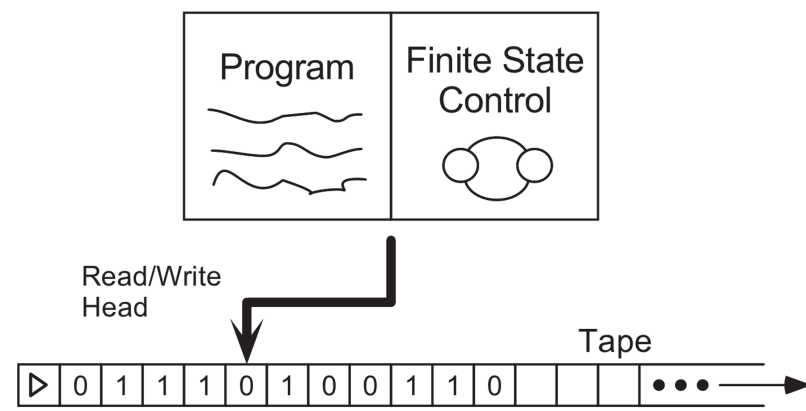 Program
Finite State
Control
Read/Write
Head
Tape
0 1 1 1 0 1 0 0 1 1 0